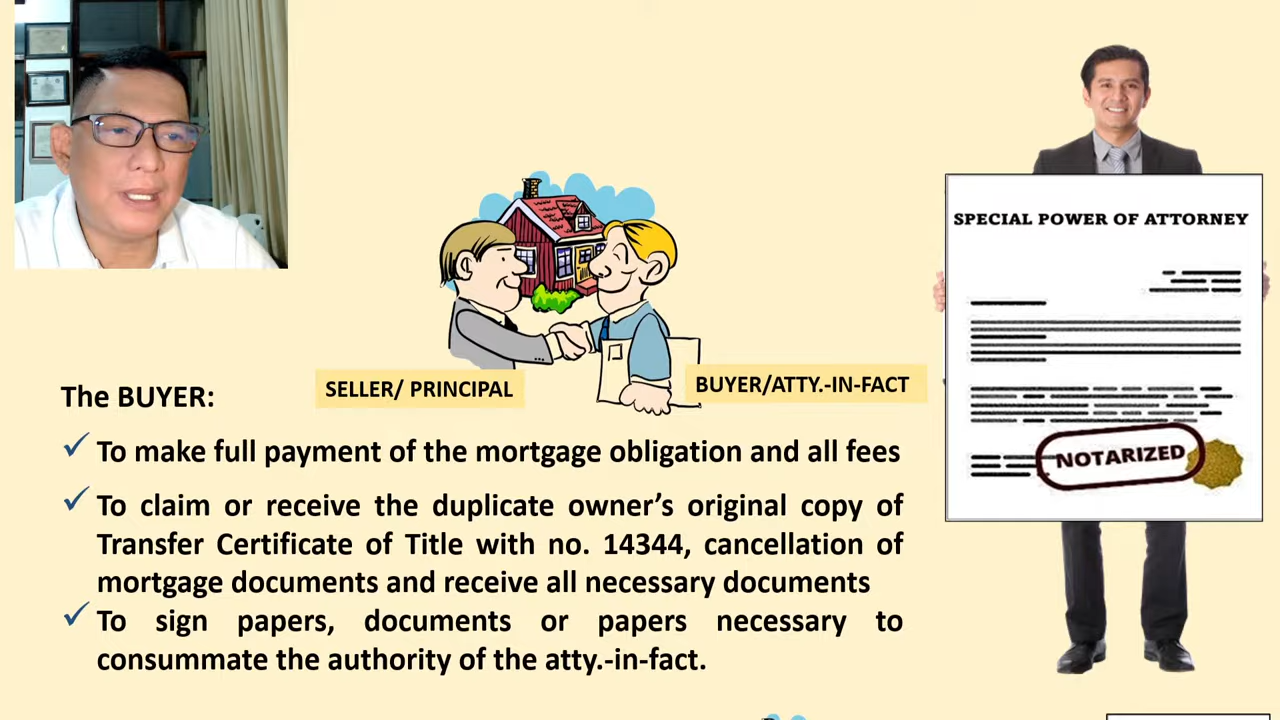 SPECIAL POWER OF ATTORNEY
SELLER/ PRINCIPAL
BUYER/ATTY.-IN-FACT
The BUYER:
✓ To make full payment of the mortgage obligation and all fees
✓ To claim or receive the duplicate owner’s original copy of
Transfer Certificate of Title with no. 14344, cancellation of
mortgage documents and receive all necessary documents
✓ To sign papers, documents or papers necessary to
consummate the authority of the atty.-in-fact.
NOTARIZED